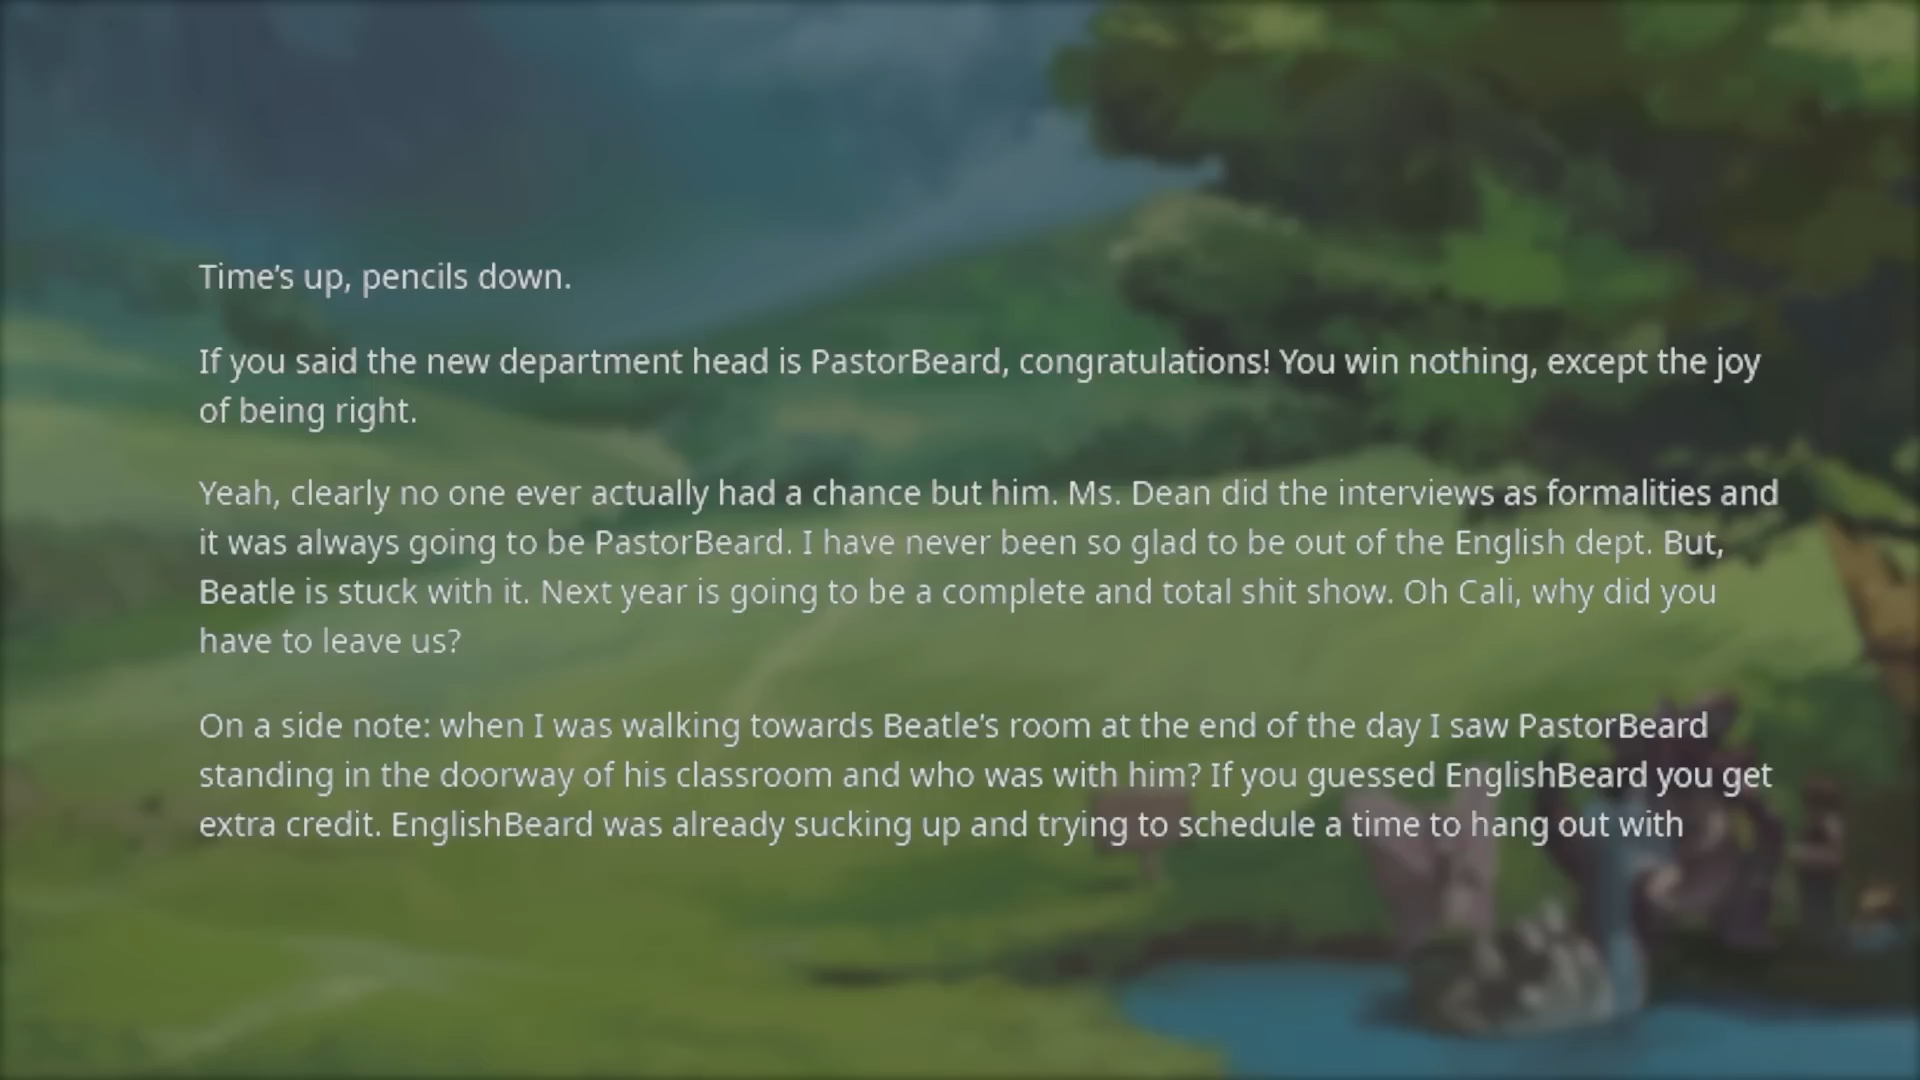 Time's up, pencils down.
If you said the new department head is PastorBeard, congratulations! You win nothing, except the joy
of being right.
Yeah, clearly no one ever actually had a chance but him. Ms. Dean did the interviews as formalities and
it was always going to be PastorBeard. I have never been so glad to be out of the English dept. But,
Beatle is stuck with it. Next year is going to be a complete and total shit show. Oh Cali, why did you
have to leave us?
On a side note: when I was walking towards Beatle's room at the end of the day I saw PastorBeard
standing in the doorway of his classroom and who was with him? If you guessed EnglishBeard you get
extra credit. EnglishBeard was already sucking up and trying to schedule a time to hang out with